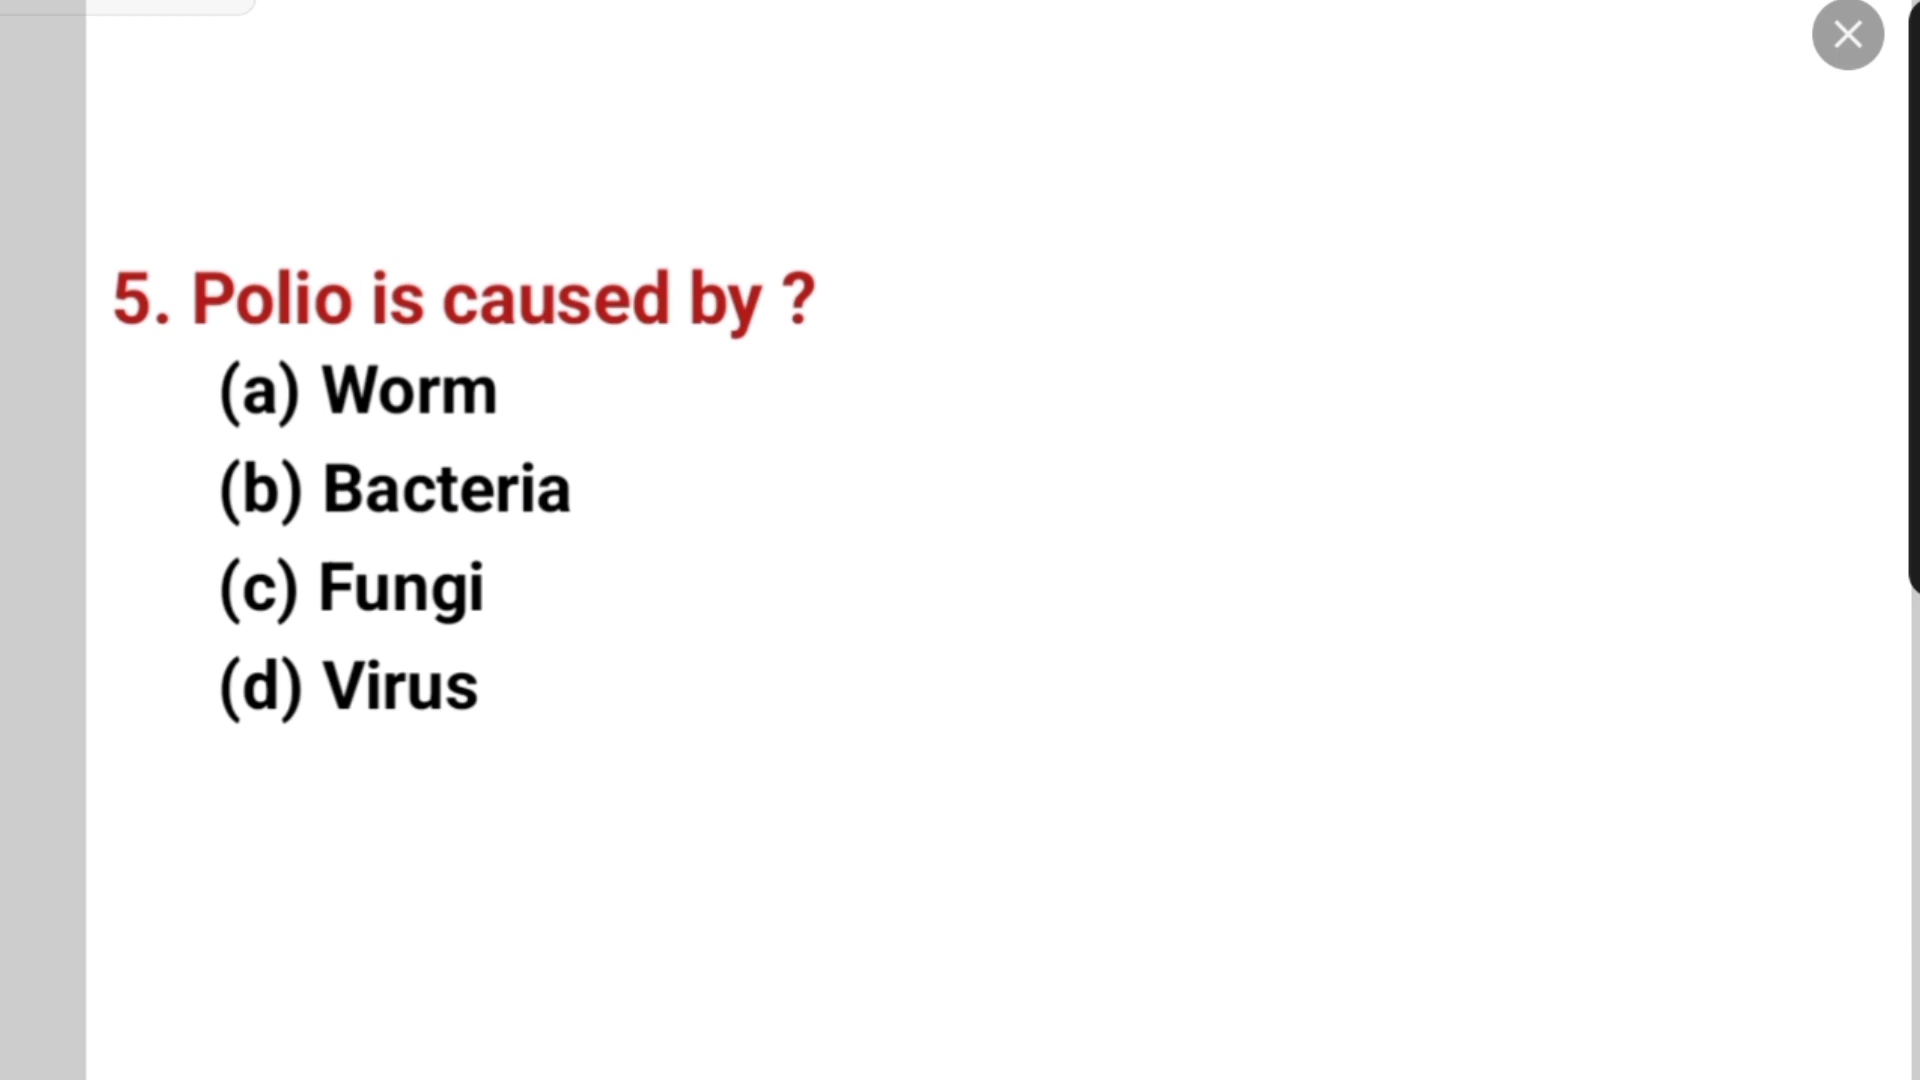 5. Polio is caused by ?
(a) Worm
(b) Bacteria
(c) Fungi
(d) Virus